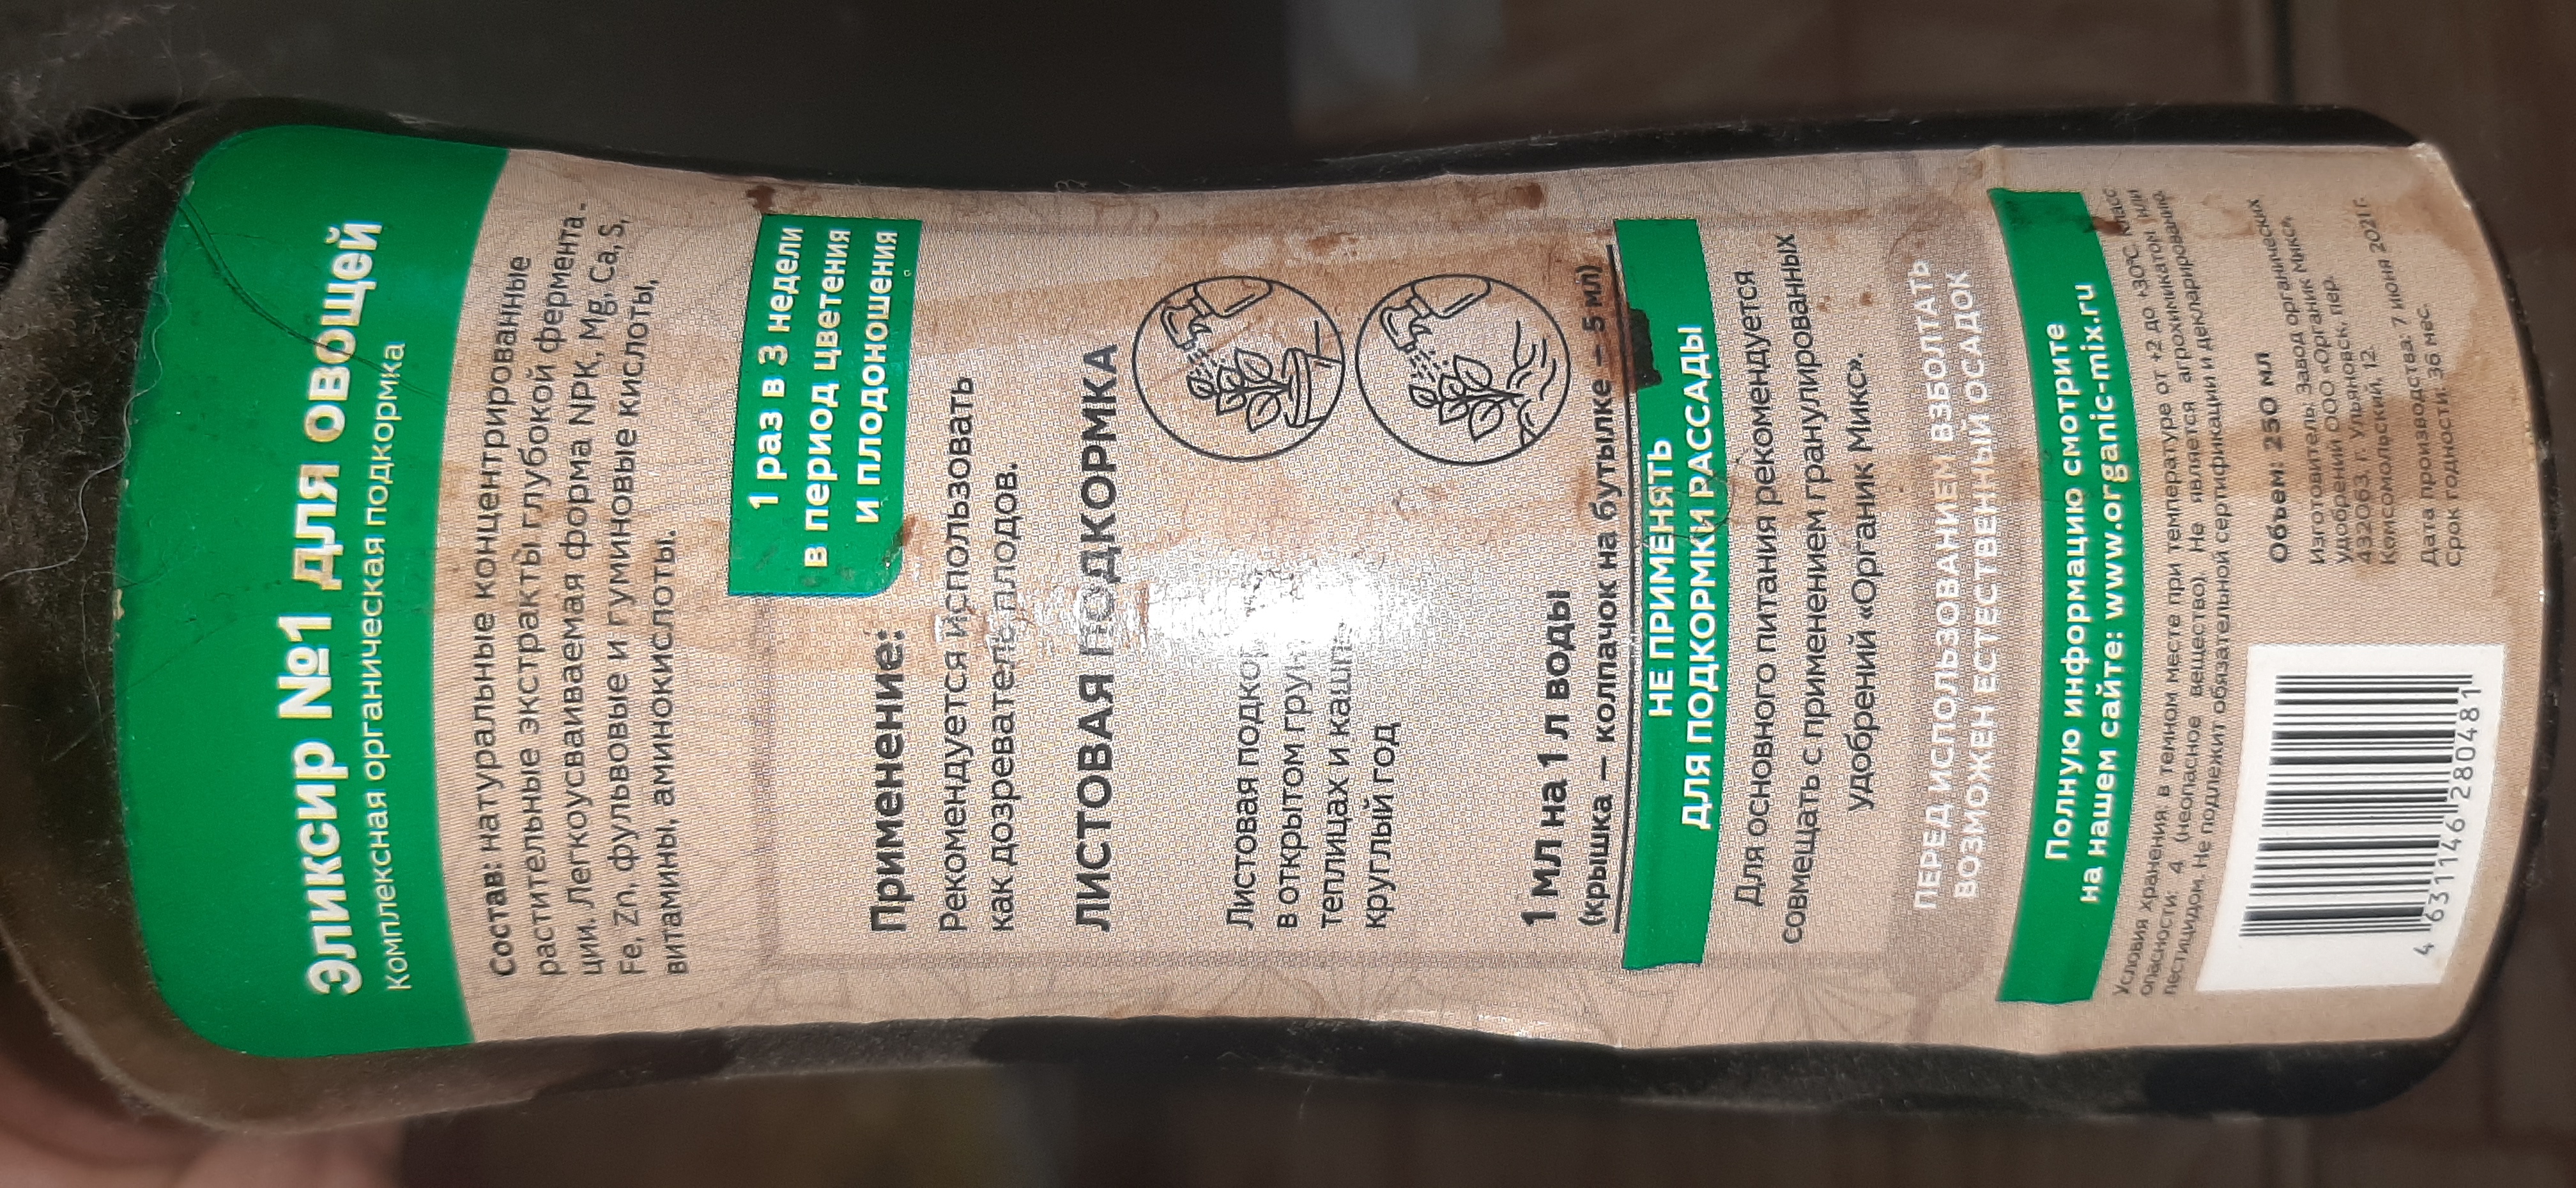 Эликсир №1 для овощей
Комплексная органическая подкормка
Состав: натуральные концентрированные
растительные экстракты глубокой фермента-
ции. Легкоусваиваемая форма NPK, Mg, Ca, S,
Fe, Zn, фульвовые и гуминовые кислоты,
витамины, аминокислоты.
1 раз в 3 недели
в период цветения
и плодоношения
Применение:
Рекомендуется использовать
как дозреватель плодов.
ЛИСТОВАЯ ПОДКОРМКА
Листовая
в открытом
теплицах и
круглый год
1 мл на 1 л воды
(крышка – колпачок на бутылке – 5 мл)
НЕ ПРИМЕНЯТЬ
ДЛЯ ПОДКОРМКИ РАССАДЫ
Для основного питания рекомендуется
совмещать с применением гранулированных
удобрений «Органик Микс».
ПЕРЕД ИСПОЛЬЗОВАНИЕМ ВЗБОЛТАТЬ
ВОЗМОЖЕН ЕСТЕСТВЕННЫЙ ОСАДОК
Полную информацию смотрите
на нашем сайте: www.organic-mix.ru
Условия хранения: в темном месте при температуре от +2 до +30°С. Класс
опасности: 4 (неопасное вещество). Не является агрохимикатом или
пестицидом. Не подлежит обязательной сертификации и декларированию.
Объем: 250 мл
Изготовитель: Завод органических
удобрений ООО «Органик Микс»,
432063, г. Ульяновск, пер.
Комсомольский, 12.
Дата производства: 7 июня 2021 г.
Срок годности: 36 мес.
4 631146 280481